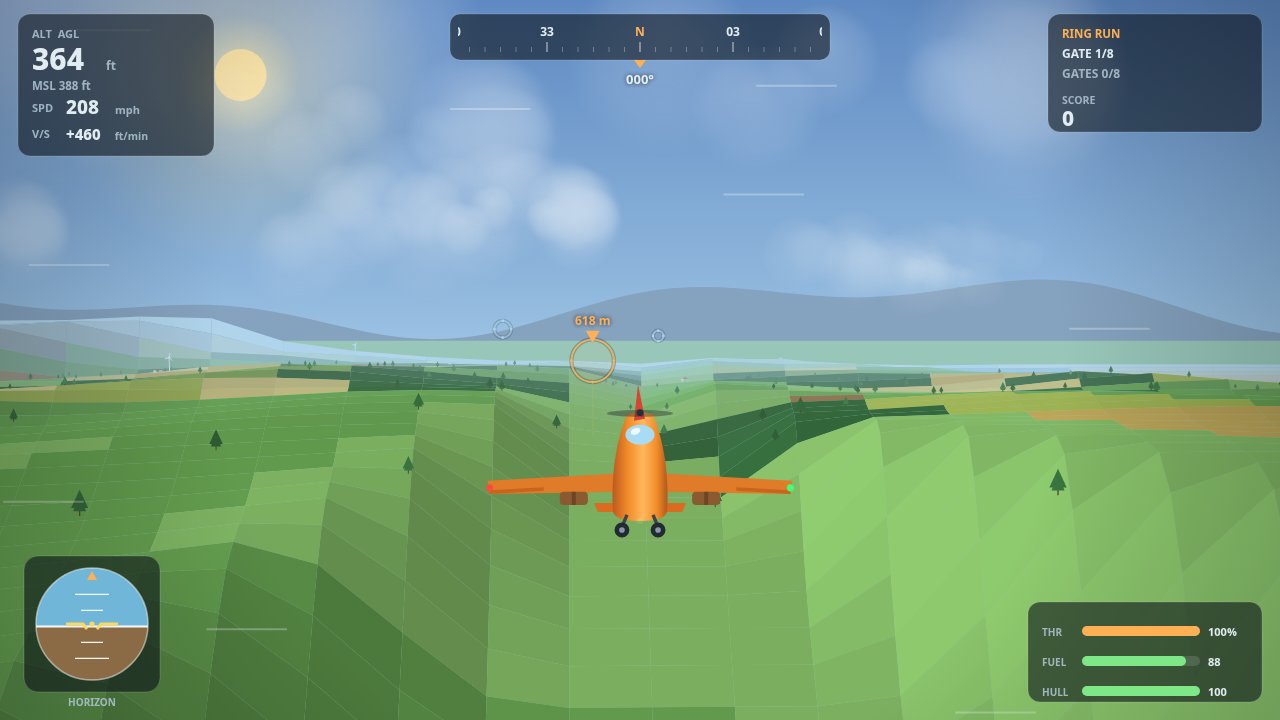 ALT AGL
364 ft
MSL 388 ft
SPD 208 mph
V/S +460 ft/min
33 N 03
000°
RING RUN
GATE 1/8
GATES 0/8
SCORE
0
618 m
HORIZON
THR 100%
FUEL 88
HULL 100